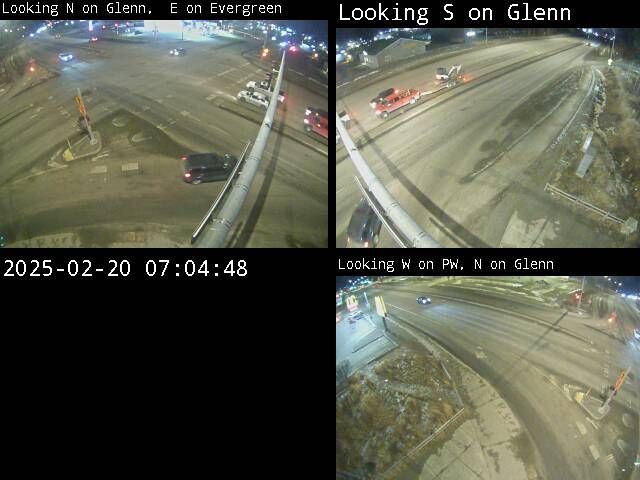 Looking N on Glenn, E on Evergreen
Looking S on Glenn
2025-02-20 07:04:48
Looking W on PW, N on Glenn